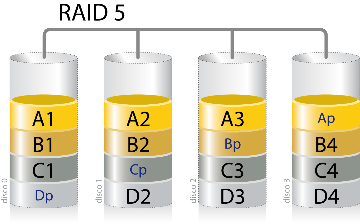 RAID 5
A1 A2 A3 Ap
B1 B2 Bp B4
C1 Cp C3 C4
Dp D2 D3 D4
disco 0 disco 1 disco 2 disco 3